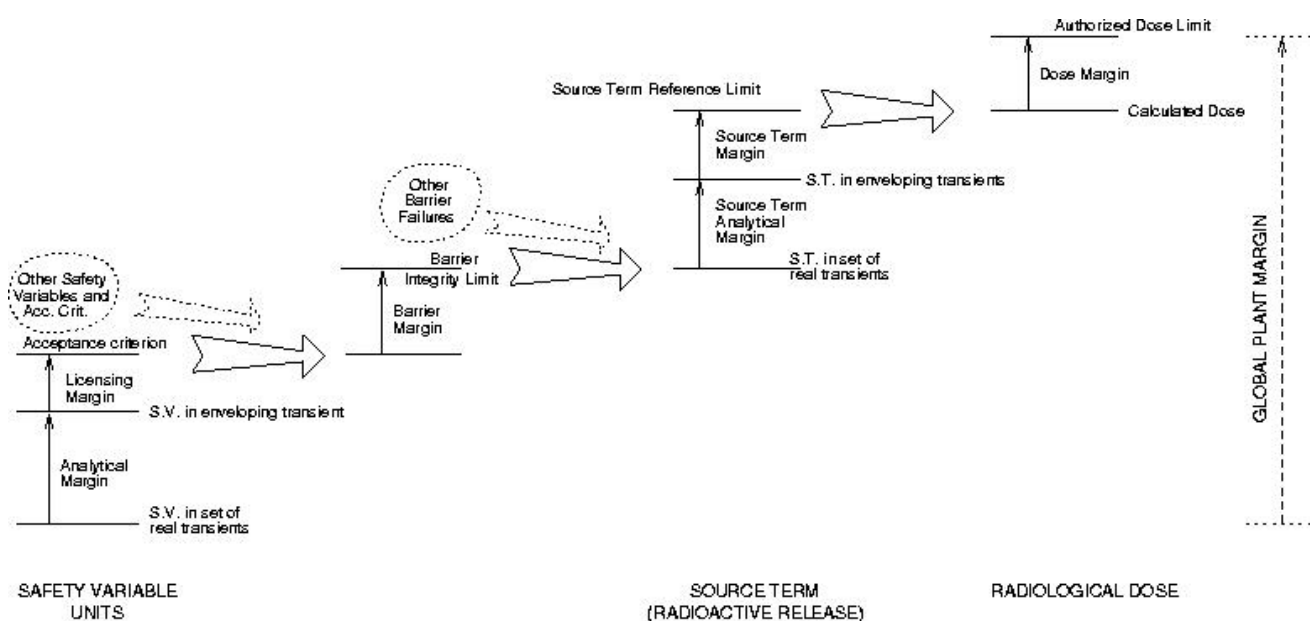 Authorized Dose Limit
Dose Margin
Calculated Dose
Source Term Reference Limit
Source Term
Margin
S.T. in enveloping transients
Source Term
Analytical
Margin
S.T. in set of
real transients
Other
Barrier
Failures
Barrier
Integrity Limit
Barrier
Margin
Other Safety
Variables and
Acc. Crit.
Acceptance criterion
Licensing
Margin
S.V. in enveloping transient
Analytical
Margin
S.V. in set of
real transients
GLOBAL PLANT MARGIN
SAFETY VARIABLE
UNITS
SOURCE TERM
(RADIOACTIVE RELEASE)
RADIOLOGICAL DOSE